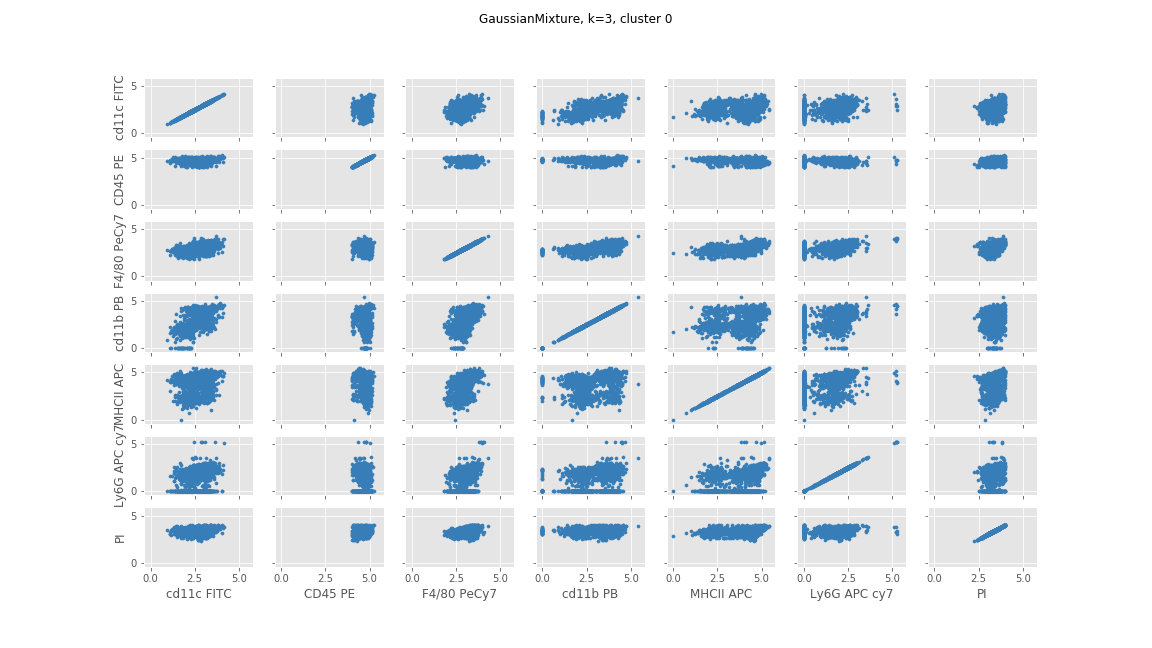 GaussianMixture, k=3, cluster 0
cd11c FITC
5
0
CD45 PE
5
0
F4/80 PeCy7
5
0
cd11b PB
5
0
MHCII APC
5
0
Ly6G APC cy7
5
0
PI
5
0
0.0 2.5 5.0 0.0 2.5 5.0 0.0 2.5 5.0 0.0 2.5 5.0 0.0 2.5 5.0 0.0 2.5 5.0 0.0 2.5 5.0
cd11c FITC CD45 PE F4/80 PeCy7 cd11b PB MHCII APC Ly6G APC cy7 PI